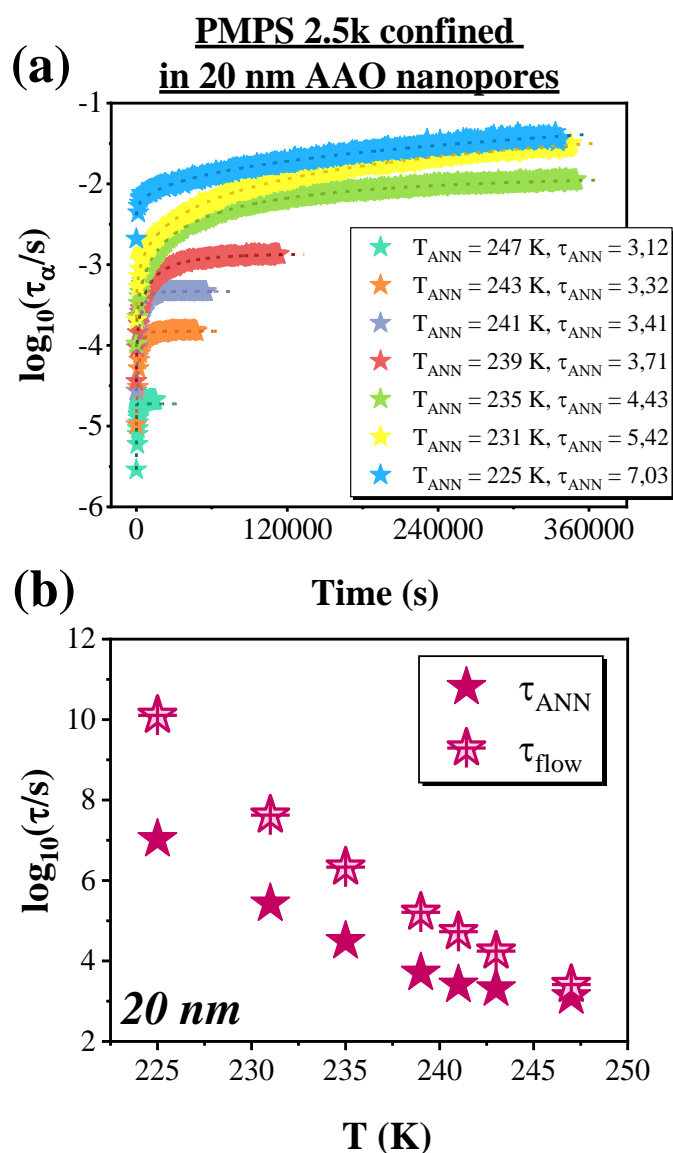 PMPS 2.5k confined
in 20 nm AAO nanopores
(a)
log10(τα/s)
-1
-2
-3
-4
-5
-6
TANN = 247 K, τANN = 3,12
TANN = 243 K, τANN = 3,32
TANN = 241 K, τANN = 3,41
TANN = 239 K, τANN = 3,71
TANN = 235 K, τANN = 4,43
TANN = 231 K, τANN = 5,42
TANN = 225 K, τANN = 7,03
0 120000 240000 360000
Time (s)
(b)
log10(τ/s)
12
10
8
6
4
2
τANN
τflow
20 nm
225 230 235 240 245 250
T (K)